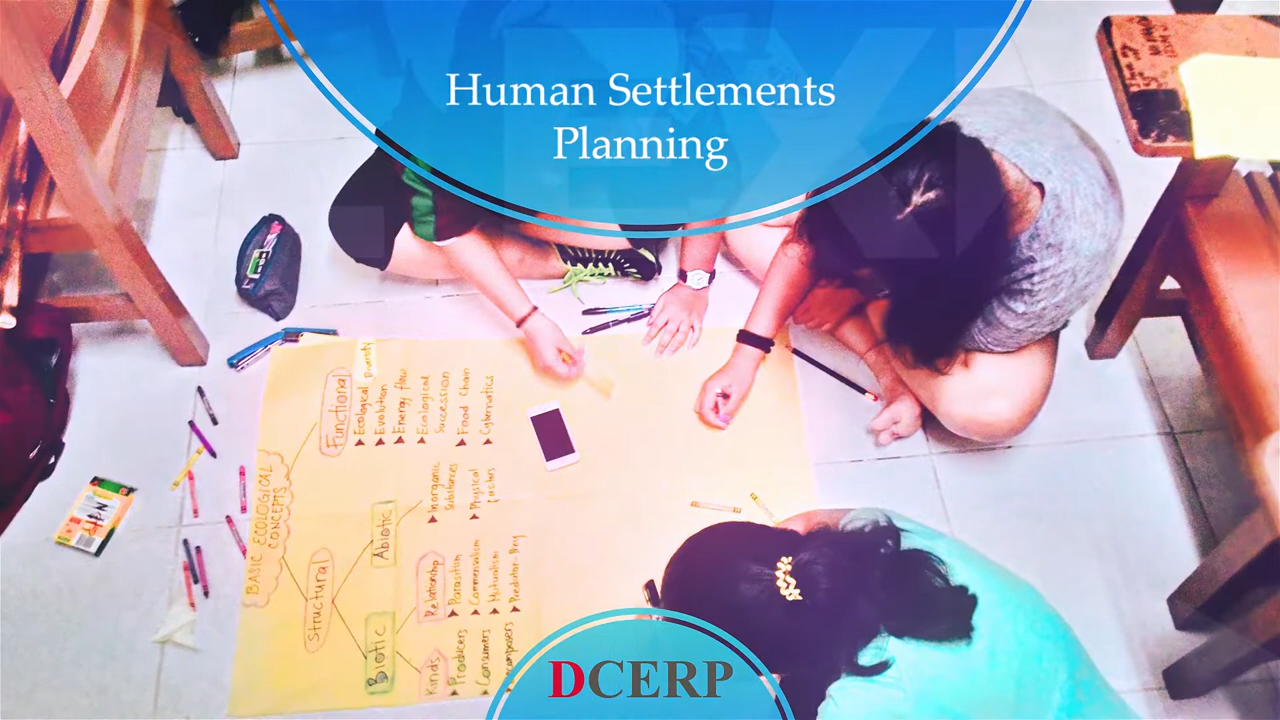 Human Settlements
Planning
BASIC ECOLOGICAL
CONCEPTS
Functional
Ecological
Diversity
Evolution
Energy flow
Ecological
Succession
Food Chain
Cybernetics
Structural
Abiotic
Inorganic
Substances
Physical
factors
Biotic
Relationship
Parasitism
Commensalism
Mutualism
Predator-Prey
Kinds
Producers
Consumers
DCERP